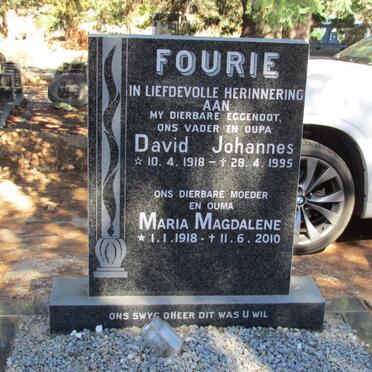 FOURIE
IN LIEFDEVOLLE HERINNERING
AAN
MY DIERBARE EGGENOOT,
ONS VADER EN OUPA
David Johannes
* 10. 4. 1918 - † 28. 4. 1995
ONS DIERBARE MOEDER
EN OUMA
MARIA MAGDALENE
* 1. 1. 1918 - † 11. 6. 2010
ONS SWYG O HEER DIT WAS U WIL